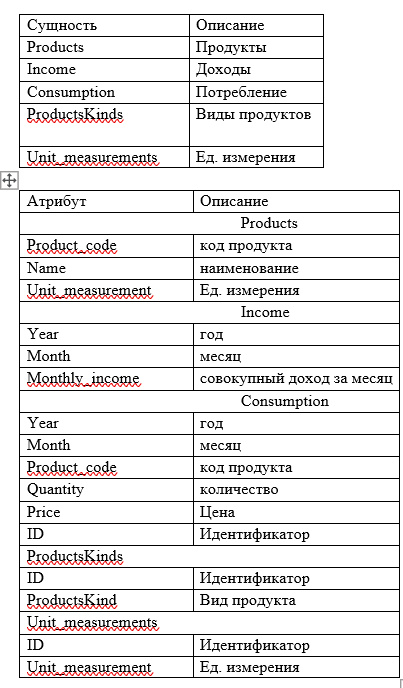 Сущность Описание
Products Продукты
Income Доходы
Consumption Потребление
ProductsKinds Виды продуктов
Unit_measurements Ед. измерения
Атрибут Описание
Products
Product_code код продукта
Name наименование
Unit_measurement Ед. измерения
Income
Year год
Month месяц
Monthly_income совокупный доход за месяц
Consumption
Year год
Month месяц
Product_code код продукта
Quantity количество
Price Цена
ID Идентификатор
ProductsKinds
ID Идентификатор
ProductsKind Вид продукта
Unit_measurements
ID Идентификатор
Unit_measurement Ед. измерения